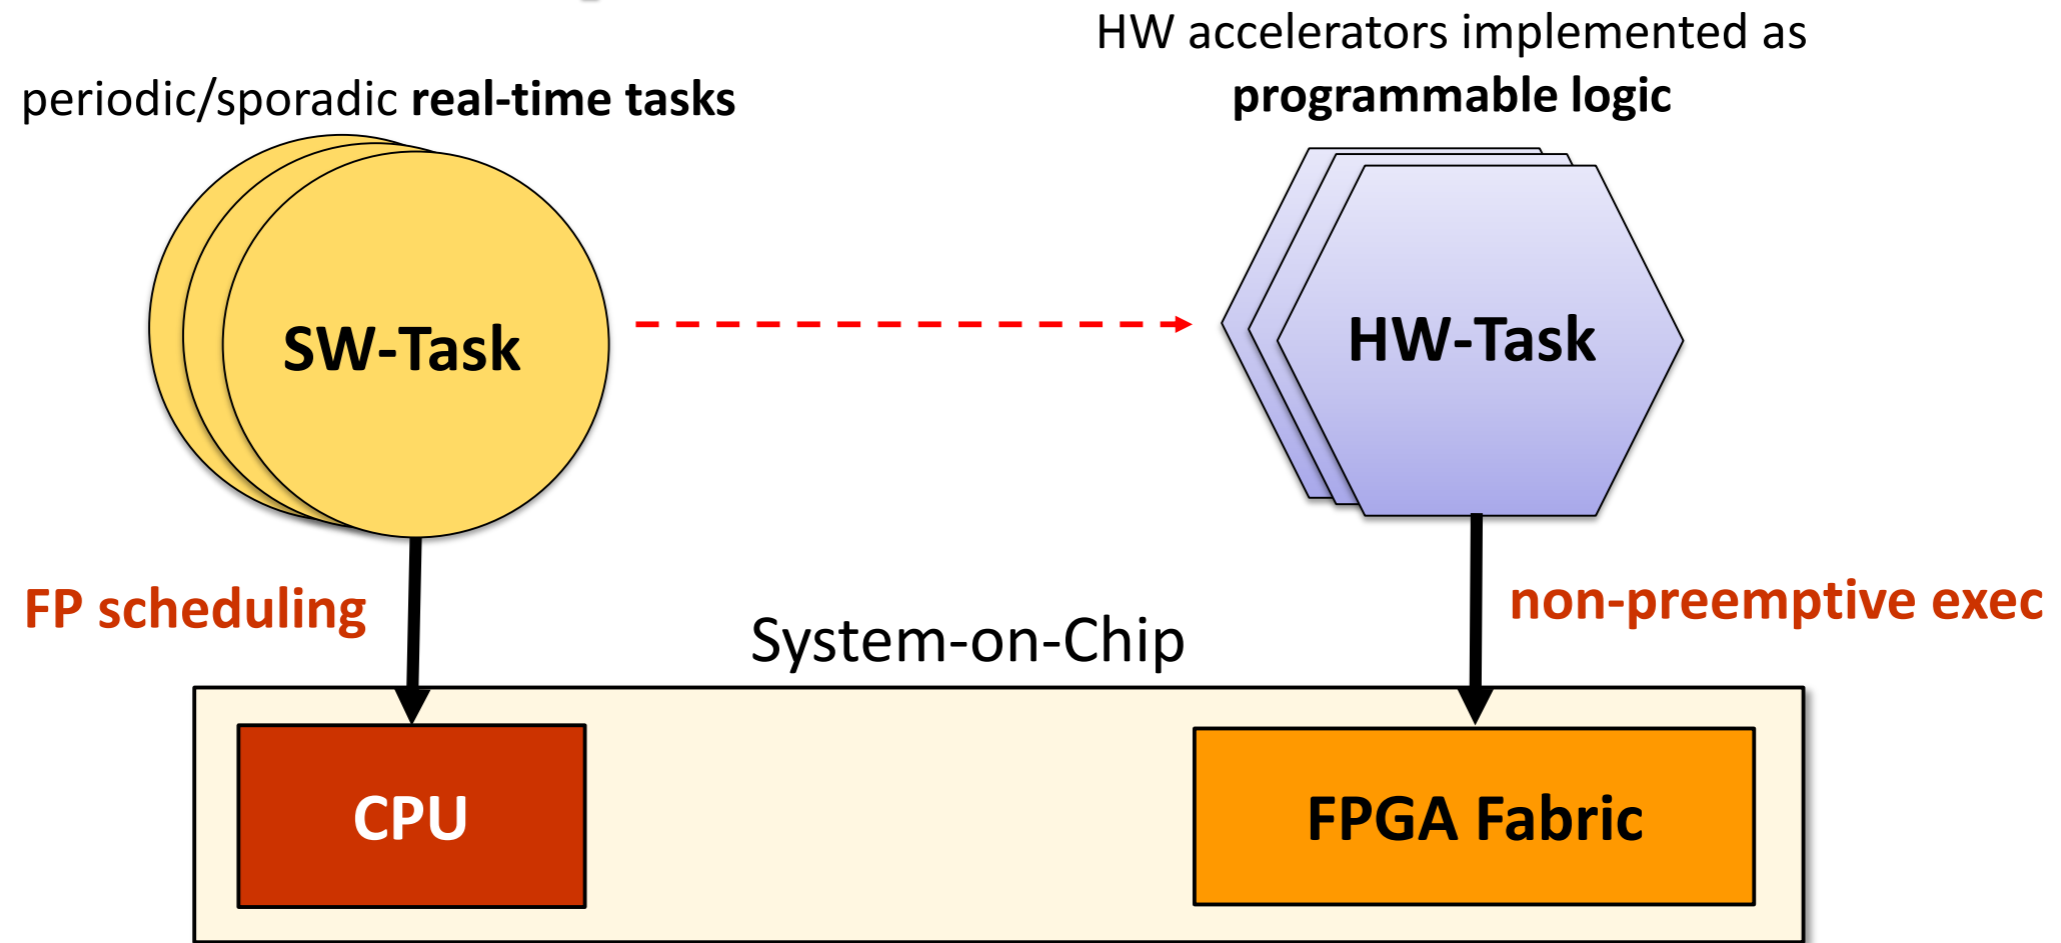 HW accelerators implemented as
programmable logic
periodic/sporadic real-time tasks
SW-Task
HW-Task
FP scheduling
non-preemptive exec
System-on-Chip
CPU
FPGA Fabric